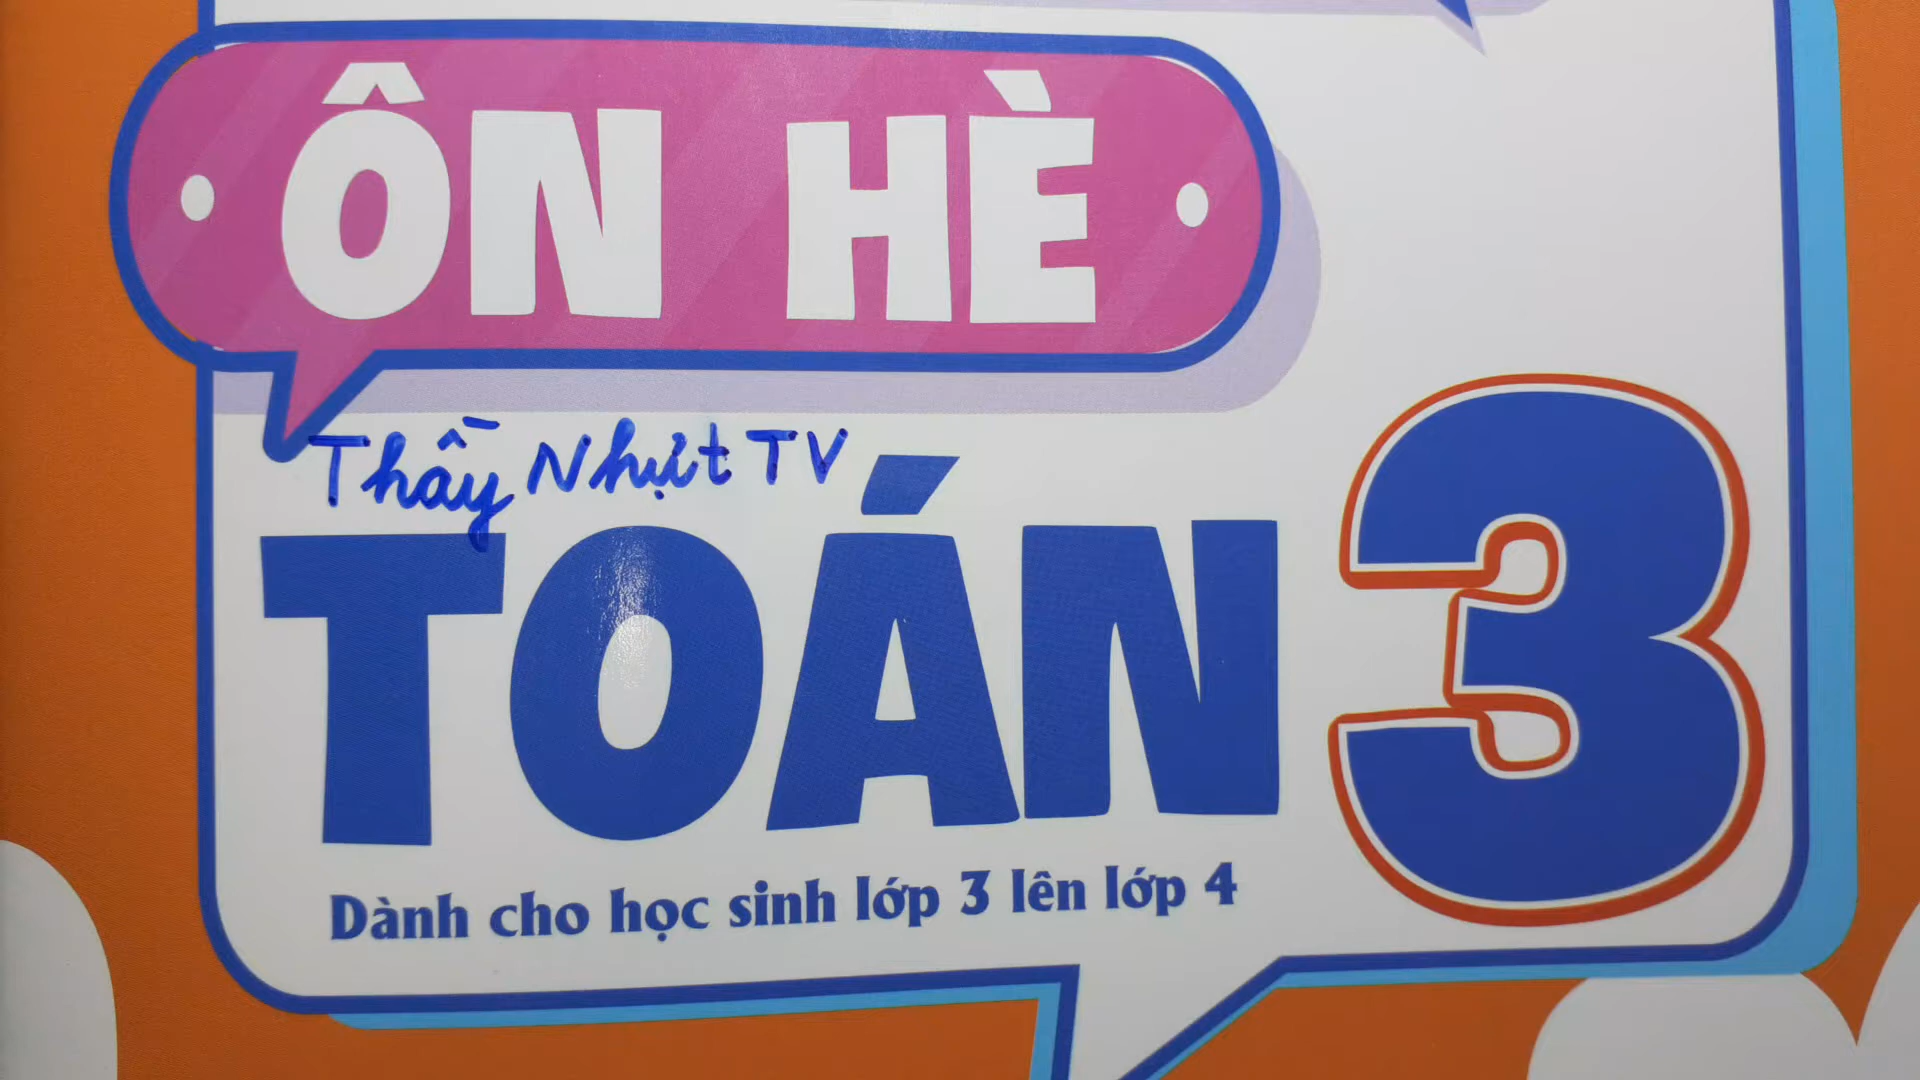 ÔN HÈ
Thầy Nhựt TV
TOÁN 3
Dành cho học sinh lớp 3 lên lớp 4